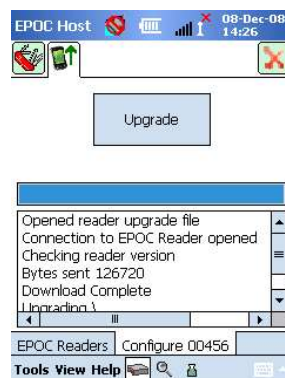 EPOC Host 08-Dec-08
14:26
Upgrade
Opened reader upgrade file
Connection to EPOC Reader opened
Checking reader version
Bytes sent 126720
Download Complete
Upgrading \
EPOC Readers Configure 00456
Tools View Help